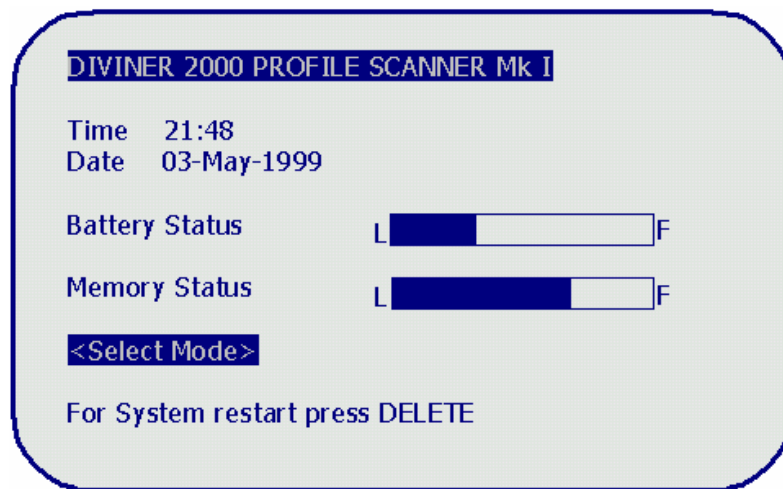 DIVINER 2000 PROFILE SCANNER Mk I
Time 21:48
Date 03-May-1999
Battery Status L F
Memory Status L F
<Select Mode>
For System restart press DELETE